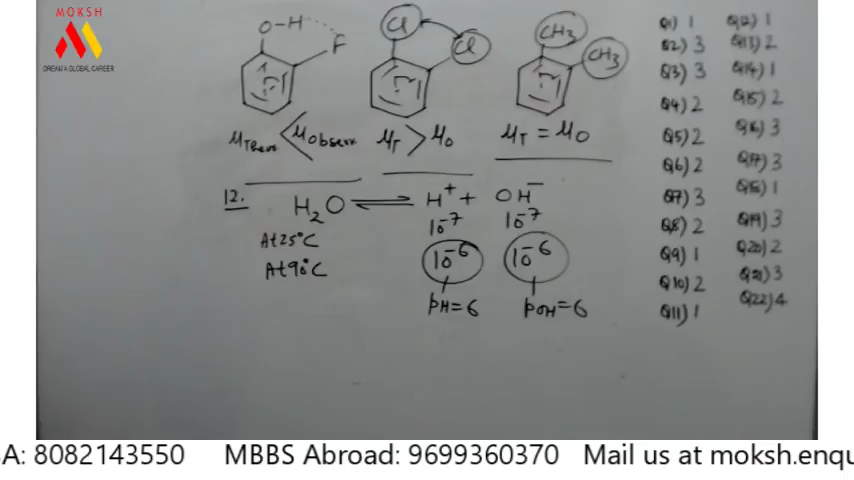 MOKSH
DREAM A GLOBAL CAREER
O-H
F
Cl
Cl
CH3
CH3
μTheor < μObserv
μT > μO
μT = μO
12. H2O ⇌ H+ + OH-
At 25°C 10-7 10-7
At 90°C 10-6 10-6
PH=6 POH=6
Q1) 1
Q2) 3
Q3) 3
Q4) 2
Q5) 2
Q6) 2
Q7) 3
Q8) 2
Q9) 1
Q10) 2
Q11) 1
Q12) 1
Q13) 2
Q14) 1
Q15) 2
Q16) 3
Q17) 3
Q18) 1
Q19) 3
Q20) 2
Q21) 3
Q22) 4
A: 8082143550 MBBS Abroad: 9699360370 Mail us at moksh.enqu